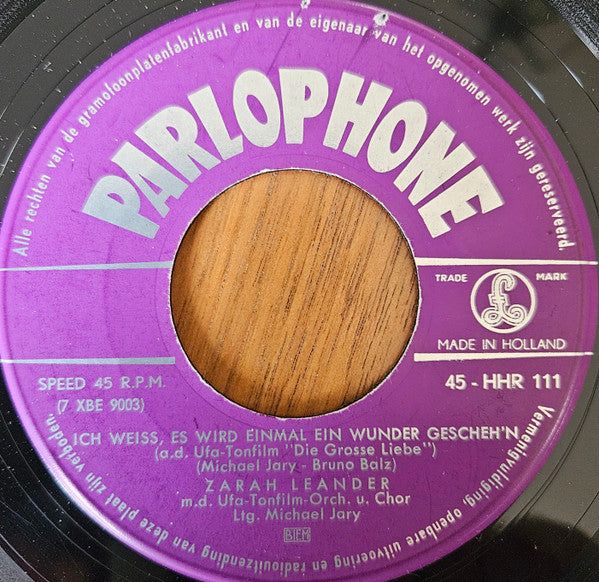 Alle rechten van de gramofoonplatenfabrikant en van de eigenaar van het opgenomen werk zijn gereserveerd.
PARLOPHONE
TRADE MARK
£
MADE IN HOLLAND
SPEED 45 R.P.M.
45 - HHR 111
(7 XBE 9003)
ICH WEISS, ES WIRD EINMAL EIN WUNDER GESCHEH'N
(a.d. Ufa-Tonfilm "Die Grosse Liebe")
(Michael Jary - Bruno Balz)
ZARAH LEANDER
m.d. Ufa-Tonfilm-Orch. u. Chor
Ltg. Michael Jary
BIEM
Vermenigvuldiging openbare uitvoering en radiouitzending van deze plaat zijn verboden.